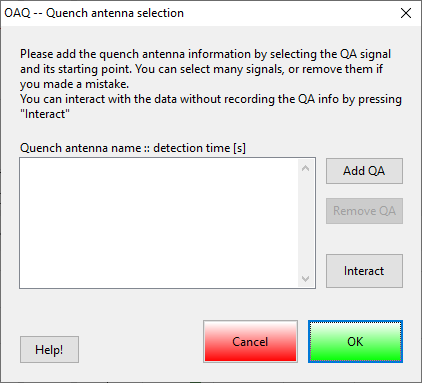 OAQ -- Quench antenna selection
Please add the quench antenna information by selecting the QA signal
and its starting point. You can select many signals, or remove them if
you made a mistake.
You can interact with the data without recording the QA info by pressing
"Interact"
Quench antenna name :: detection time [s]
Add QA
Remove QA
Interact
Cancel
OK
Help!